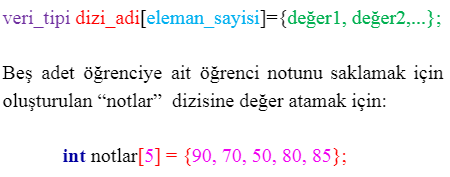 veri_tipi dizi_adi[eleman_sayisi]={değer1, değer2,...};
Beş adet öğrenciye ait öğrenci notunu saklamak için
oluşturulan “notlar” dizisine değer atamak için:
int notlar[5] = {90, 70, 50, 80, 85};